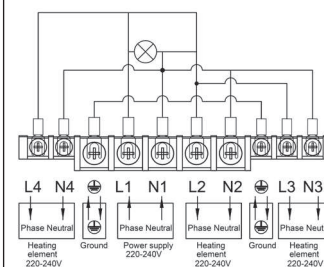 L4 N4 L1 N1 L2 N2 L3 N3
Phase Neutral Phase Neutral Phase Neutral Phase Neut
Heating element 220-240V
Ground
Power supply 220-240V
Heating element 220-240V
Ground
Heating element 220-240V